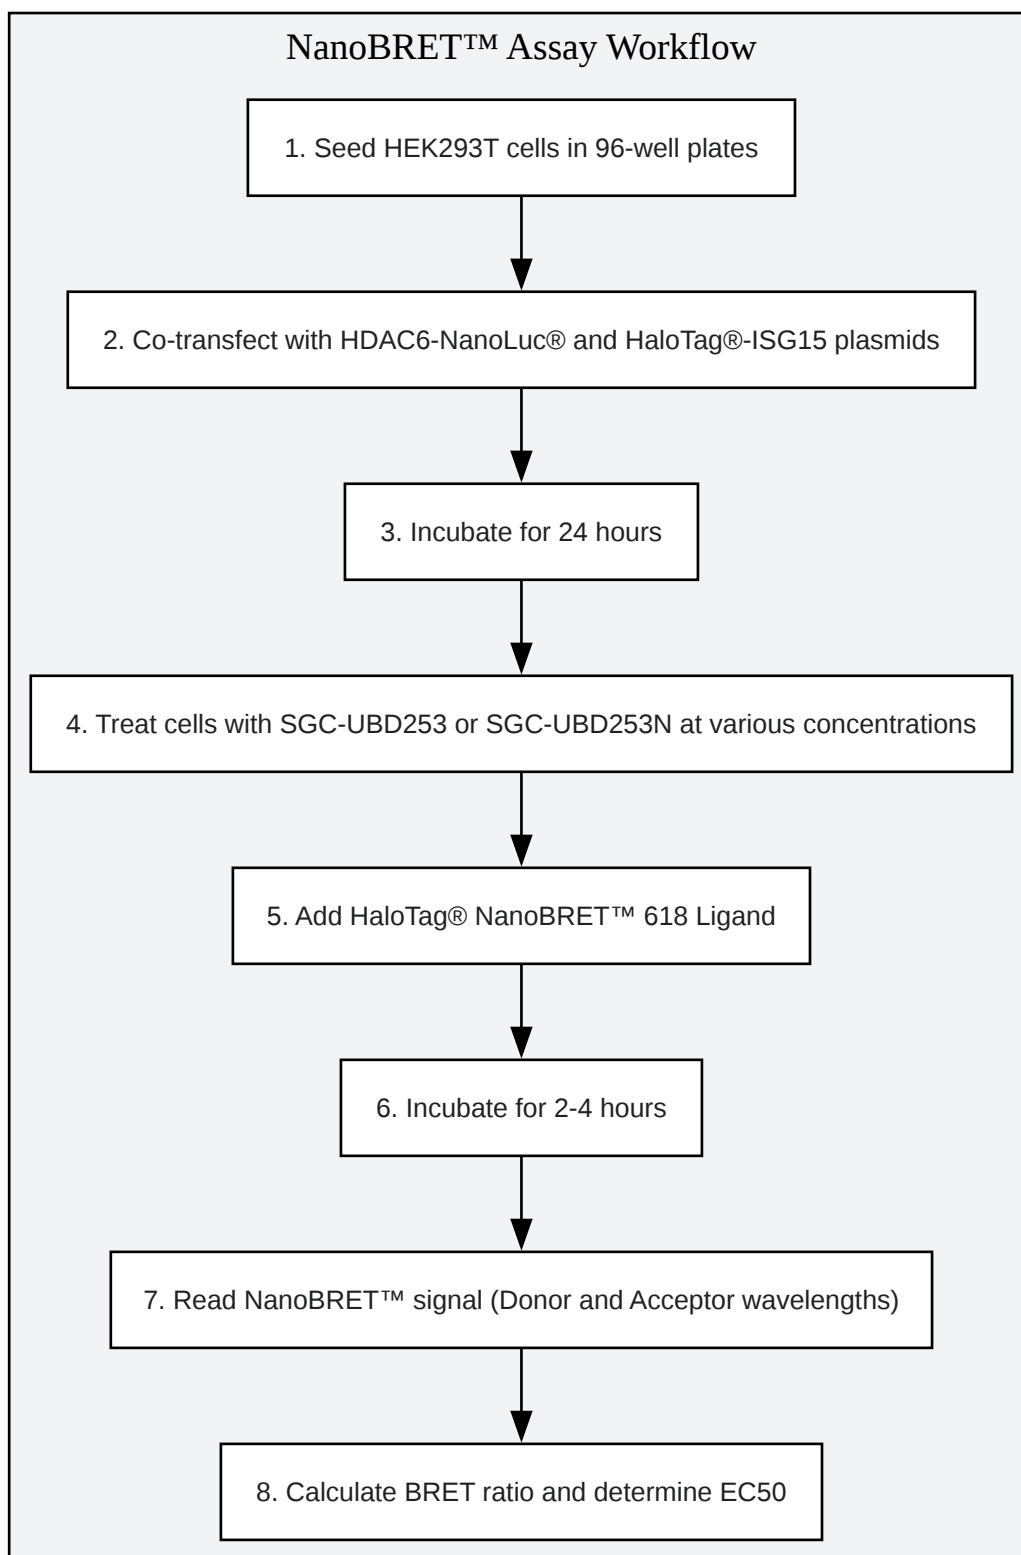 NanoBRET™ Assay Workflow
1. Seed HEK293T cells in 96-well plates
2. Co-transfect with HDAC6-NanoLuc® and HaloTag®-ISG15 plasmids
3. Incubate for 24 hours
4. Treat cells with SGC-UBD253 or SGC-UBD253N at various concentrations
5. Add HaloTag® NanoBRET™ 618 Ligand
6. Incubate for 2-4 hours
7. Read NanoBRET™ signal (Donor and Acceptor wavelengths)
8. Calculate BRET ratio and determine EC50